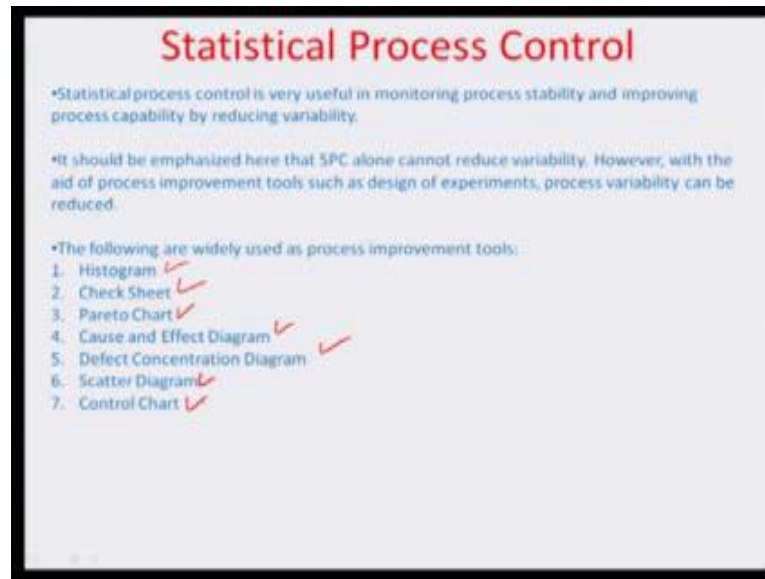 Statistical Process Control
•Statistical process control is very useful in monitoring process stability and improving
process capability by reducing variability.
•It should be emphasized here that SPC alone cannot reduce variability. However, with the
aid of process improvement tools such as design of experiments, process variability can be
reduced.
•The following are widely used as process improvement tools:
1. Histogram
2. Check Sheet
3. Pareto Chart
4. Cause and Effect Diagram
5. Defect Concentration Diagram
6. Scatter Diagram
7. Control Chart